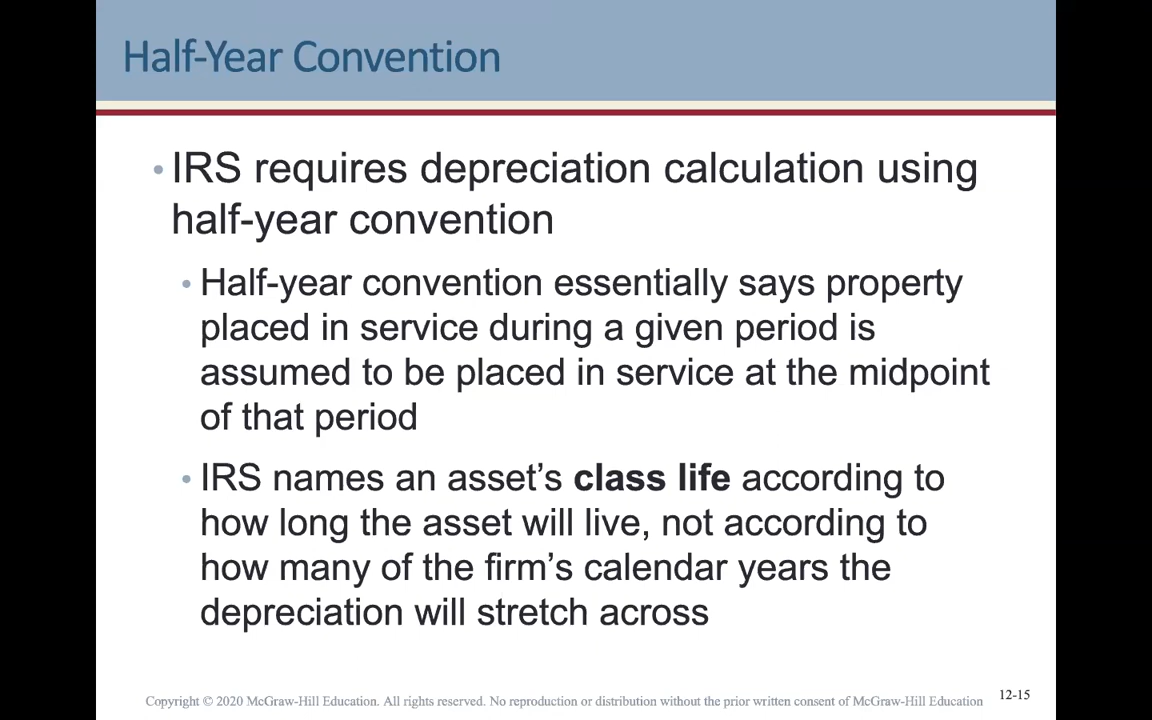 Half-Year Convention
• IRS requires depreciation calculation using
half-year convention
• Half-year convention essentially says property
placed in service during a given period is
assumed to be placed in service at the midpoint
of that period
• IRS names an asset’s class life according to
how long the asset will live, not according to
how many of the firm’s calendar years the
depreciation will stretch across
Copyright © 2020 McGraw-Hill Education. All rights reserved. No reproduction or distribution without the prior written consent of McGraw-Hill Education
12-15